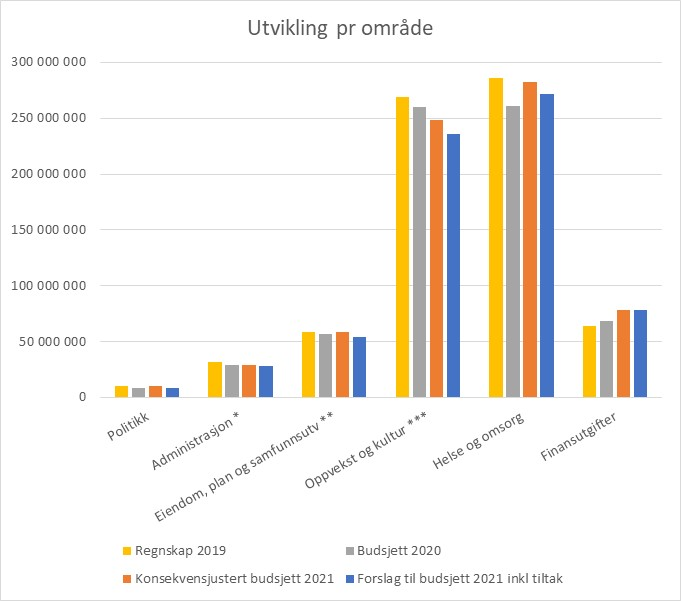 Utvikling pr område
300 000 000
250 000 000
200 000 000
150 000 000
100 000 000
50 000 000
0
Politikk
Administrasjon *
Eiendom, plan og samfunnsutv **
Oppvekst og kultur ***
Helse og omsorg
Finansutgifter
Regnskap 2019
Budsjett 2020
Konsekvensjustert budsjett 2021
Forslag til budsjett 2021 inkl tiltak